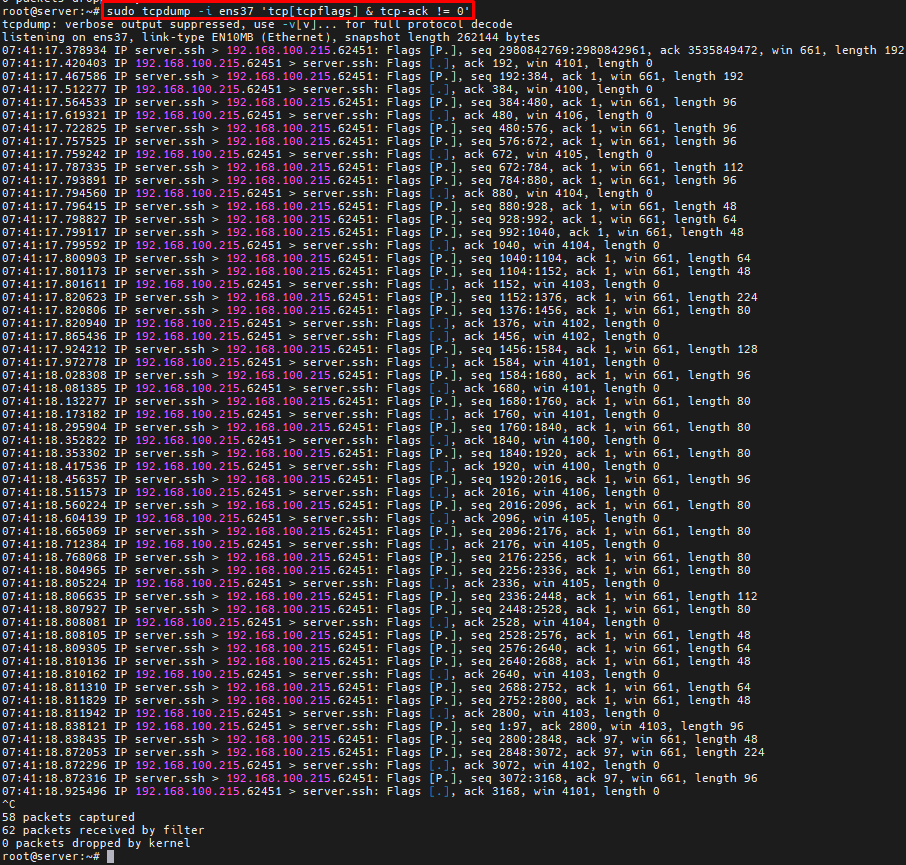 root@server:~# sudo tcpdump -i ens37 'tcp[tcpflags] & tcp-ack != 0'
tcpdump: verbose output suppressed, use -v[v]... for full protocol decode
listening on ens37, link-type EN10MB (Ethernet), snapshot length 262144 bytes
07:41:17.378934 IP server.ssh > 192.168.100.215.62451: Flags [P.], seq 2980842769:2980842961, ack 3535849472, win 661, length 192
07:41:17.420403 IP 192.168.100.215.62451 > server.ssh: Flags [.], ack 192, win 4101, length 0
07:41:17.467586 IP server.ssh > 192.168.100.215.62451: Flags [P.], seq 192:384, ack 1, win 661, length 192
07:41:17.512277 IP 192.168.100.215.62451 > server.ssh: Flags [.], ack 384, win 4100, length 0
07:41:17.564533 IP server.ssh > 192.168.100.215.62451: Flags [P.], seq 384:480, ack 1, win 661, length 96
07:41:17.619321 IP 192.168.100.215.62451 > server.ssh: Flags [.], ack 480, win 4106, length 0
07:41:17.722825 IP server.ssh > 192.168.100.215.62451: Flags [P.], seq 480:576, ack 1, win 661, length 96
07:41:17.757525 IP server.ssh > 192.168.100.215.62451: Flags [P.], seq 576:672, ack 1, win 661, length 96
07:41:17.759242 IP 192.168.100.215.62451 > server.ssh: Flags [.], ack 672, win 4105, length 0
07:41:17.787335 IP server.ssh > 192.168.100.215.62451: Flags [P.], seq 672:784, ack 1, win 661, length 112
07:41:17.793891 IP server.ssh > 192.168.100.215.62451: Flags [P.], seq 784:880, ack 1, win 661, length 96
07:41:17.794560 IP 192.168.100.215.62451 > server.ssh: Flags [.], ack 880, win 4104, length 0
07:41:17.796415 IP server.ssh > 192.168.100.215.62451: Flags [P.], seq 880:928, ack 1, win 661, length 48
07:41:17.798827 IP server.ssh > 192.168.100.215.62451: Flags [P.], seq 928:992, ack 1, win 661, length 64
07:41:17.799117 IP server.ssh > 192.168.100.215.62451: Flags [P.], seq 992:1040, ack 1, win 661, length 48
07:41:17.799592 IP 192.168.100.215.62451 > server.ssh: Flags [.], ack 1040, win 4104, length 0
07:41:17.800903 IP server.ssh > 192.168.100.215.62451: Flags [P.], seq 1040:1104, ack 1, win 661, length 64
07:41:17.801173 IP server.ssh > 192.168.100.215.62451: Flags [P.], seq 1104:1152, ack 1, win 661, length 48
07:41:17.801611 IP 192.168.100.215.62451 > server.ssh: Flags [.], ack 1152, win 4103, length 0
07:41:17.820623 IP server.ssh > 192.168.100.215.62451: Flags [P.], seq 1152:1376, ack 1, win 661, length 224
07:41:17.820806 IP server.ssh > 192.168.100.215.62451: Flags [P.], seq 1376:1456, ack 1, win 661, length 80
07:41:17.820940 IP 192.168.100.215.62451 > server.ssh: Flags [.], ack 1376, win 4102, length 0
07:41:17.865436 IP 192.168.100.215.62451 > server.ssh: Flags [.], ack 1456, win 4102, length 0
07:41:17.924212 IP server.ssh > 192.168.100.215.62451: Flags [P.], seq 1456:1584, ack 1, win 661, length 128
07:41:17.972778 IP 192.168.100.215.62451 > server.ssh: Flags [.], ack 1584, win 4101, length 0
07:41:18.028308 IP server.ssh > 192.168.100.215.62451: Flags [P.], seq 1584:1680, ack 1, win 661, length 96
07:41:18.081385 IP 192.168.100.215.62451 > server.ssh: Flags [.], ack 1680, win 4101, length 0
07:41:18.132277 IP server.ssh > 192.168.100.215.62451: Flags [P.], seq 1680:1760, ack 1, win 661, length 80
07:41:18.173182 IP 192.168.100.215.62451 > server.ssh: Flags [.], ack 1760, win 4101, length 0
07:41:18.295904 IP server.ssh > 192.168.100.215.62451: Flags [P.], seq 1760:1840, ack 1, win 661, length 80
07:41:18.352822 IP 192.168.100.215.62451 > server.ssh: Flags [.], ack 1840, win 4100, length 0
07:41:18.353302 IP server.ssh > 192.168.100.215.62451: Flags [P.], seq 1840:1920, ack 1, win 661, length 80
07:41:18.417536 IP 192.168.100.215.62451 > server.ssh: Flags [.], ack 1920, win 4100, length 0
07:41:18.456357 IP server.ssh > 192.168.100.215.62451: Flags [P.], seq 1920:2016, ack 1, win 661, length 96
07:41:18.511573 IP 192.168.100.215.62451 > server.ssh: Flags [.], ack 2016, win 4106, length 0
07:41:18.560224 IP server.ssh > 192.168.100.215.62451: Flags [P.], seq 2016:2096, ack 1, win 661, length 80
07:41:18.604139 IP 192.168.100.215.62451 > server.ssh: Flags [.], ack 2096, win 4105, length 0
07:41:18.665069 IP server.ssh > 192.168.100.215.62451: Flags [P.], seq 2096:2176, ack 1, win 661, length 80
07:41:18.712384 IP 192.168.100.215.62451 > server.ssh: Flags [.], ack 2176, win 4105, length 0
07:41:18.768068 IP server.ssh > 192.168.100.215.62451: Flags [P.], seq 2176:2256, ack 1, win 661, length 80
07:41:18.804965 IP server.ssh > 192.168.100.215.62451: Flags [P.], seq 2256:2336, ack 1, win 661, length 80
07:41:18.805224 IP 192.168.100.215.62451 > server.ssh: Flags [.], ack 2336, win 4105, length 0
07:41:18.806635 IP server.ssh > 192.168.100.215.62451: Flags [P.], seq 2336:2448, ack 1, win 661, length 112
07:41:18.807927 IP server.ssh > 192.168.100.215.62451: Flags [P.], seq 2448:2528, ack 1, win 661, length 80
07:41:18.808081 IP 192.168.100.215.62451 > server.ssh: Flags [.], ack 2528, win 4104, length 0
07:41:18.808105 IP server.ssh > 192.168.100.215.62451: Flags [P.], seq 2528:2576, ack 1, win 661, length 48
07:41:18.809305 IP server.ssh > 192.168.100.215.62451: Flags [P.], seq 2576:2640, ack 1, win 661, length 64
07:41:18.810136 IP server.ssh > 192.168.100.215.62451: Flags [P.], seq 2640:2688, ack 1, win 661, length 48
07:41:18.810162 IP 192.168.100.215.62451 > server.ssh: Flags [.], ack 2640, win 4103, length 0
07:41:18.811310 IP server.ssh > 192.168.100.215.62451: Flags [P.], seq 2688:2752, ack 1, win 661, length 64
07:41:18.811829 IP server.ssh > 192.168.100.215.62451: Flags [P.], seq 2752:2800, ack 1, win 661, length 48
07:41:18.811942 IP 192.168.100.215.62451 > server.ssh: Flags [.], ack 2800, win 4103, length 0
07:41:18.838121 IP 192.168.100.215.62451 > server.ssh: Flags [P.], seq 1:97, ack 2800, win 4103, length 96
07:41:18.838435 IP server.ssh > 192.168.100.215.62451: Flags [P.], seq 2800:2848, ack 97, win 661, length 48
07:41:18.872053 IP server.ssh > 192.168.100.215.62451: Flags [P.], seq 2848:3072, ack 97, win 661, length 224
07:41:18.872296 IP 192.168.100.215.62451 > server.ssh: Flags [.], ack 3072, win 4102, length 0
07:41:18.872316 IP server.ssh > 192.168.100.215.62451: Flags [P.], seq 3072:3168, ack 97, win 661, length 96
07:41:18.925496 IP 192.168.100.215.62451 > server.ssh: Flags [.], ack 3168, win 4101, length 0
^C
58 packets captured
62 packets received by filter
0 packets dropped by kernel
root@server:~#